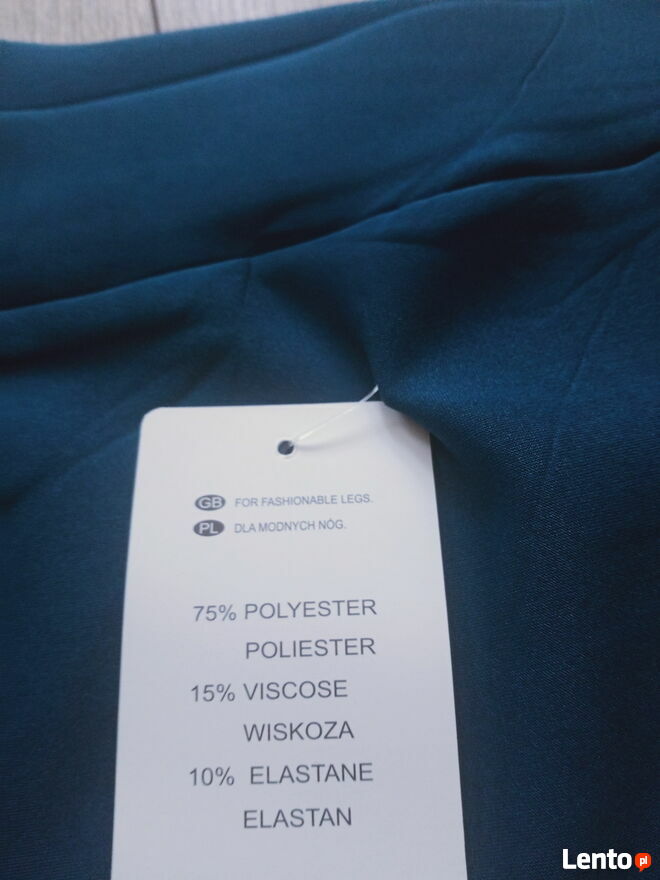 GB FOR FASHIONABLE LEGS.
PL DLA MODNYCH NÓG.
75% POLYESTER
POLIESTER
15% VISCOSE
WISKOZA
10% ELASTANE
ELASTAN
Lento pl